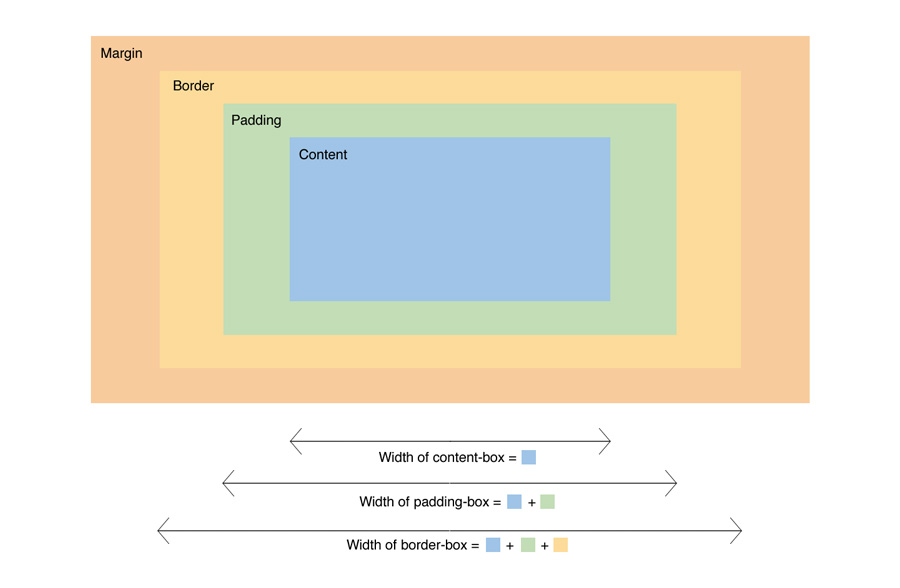 Margin
Border
Padding
Content
Width of content-box =
Width of padding-box = +
Width of border-box = + +